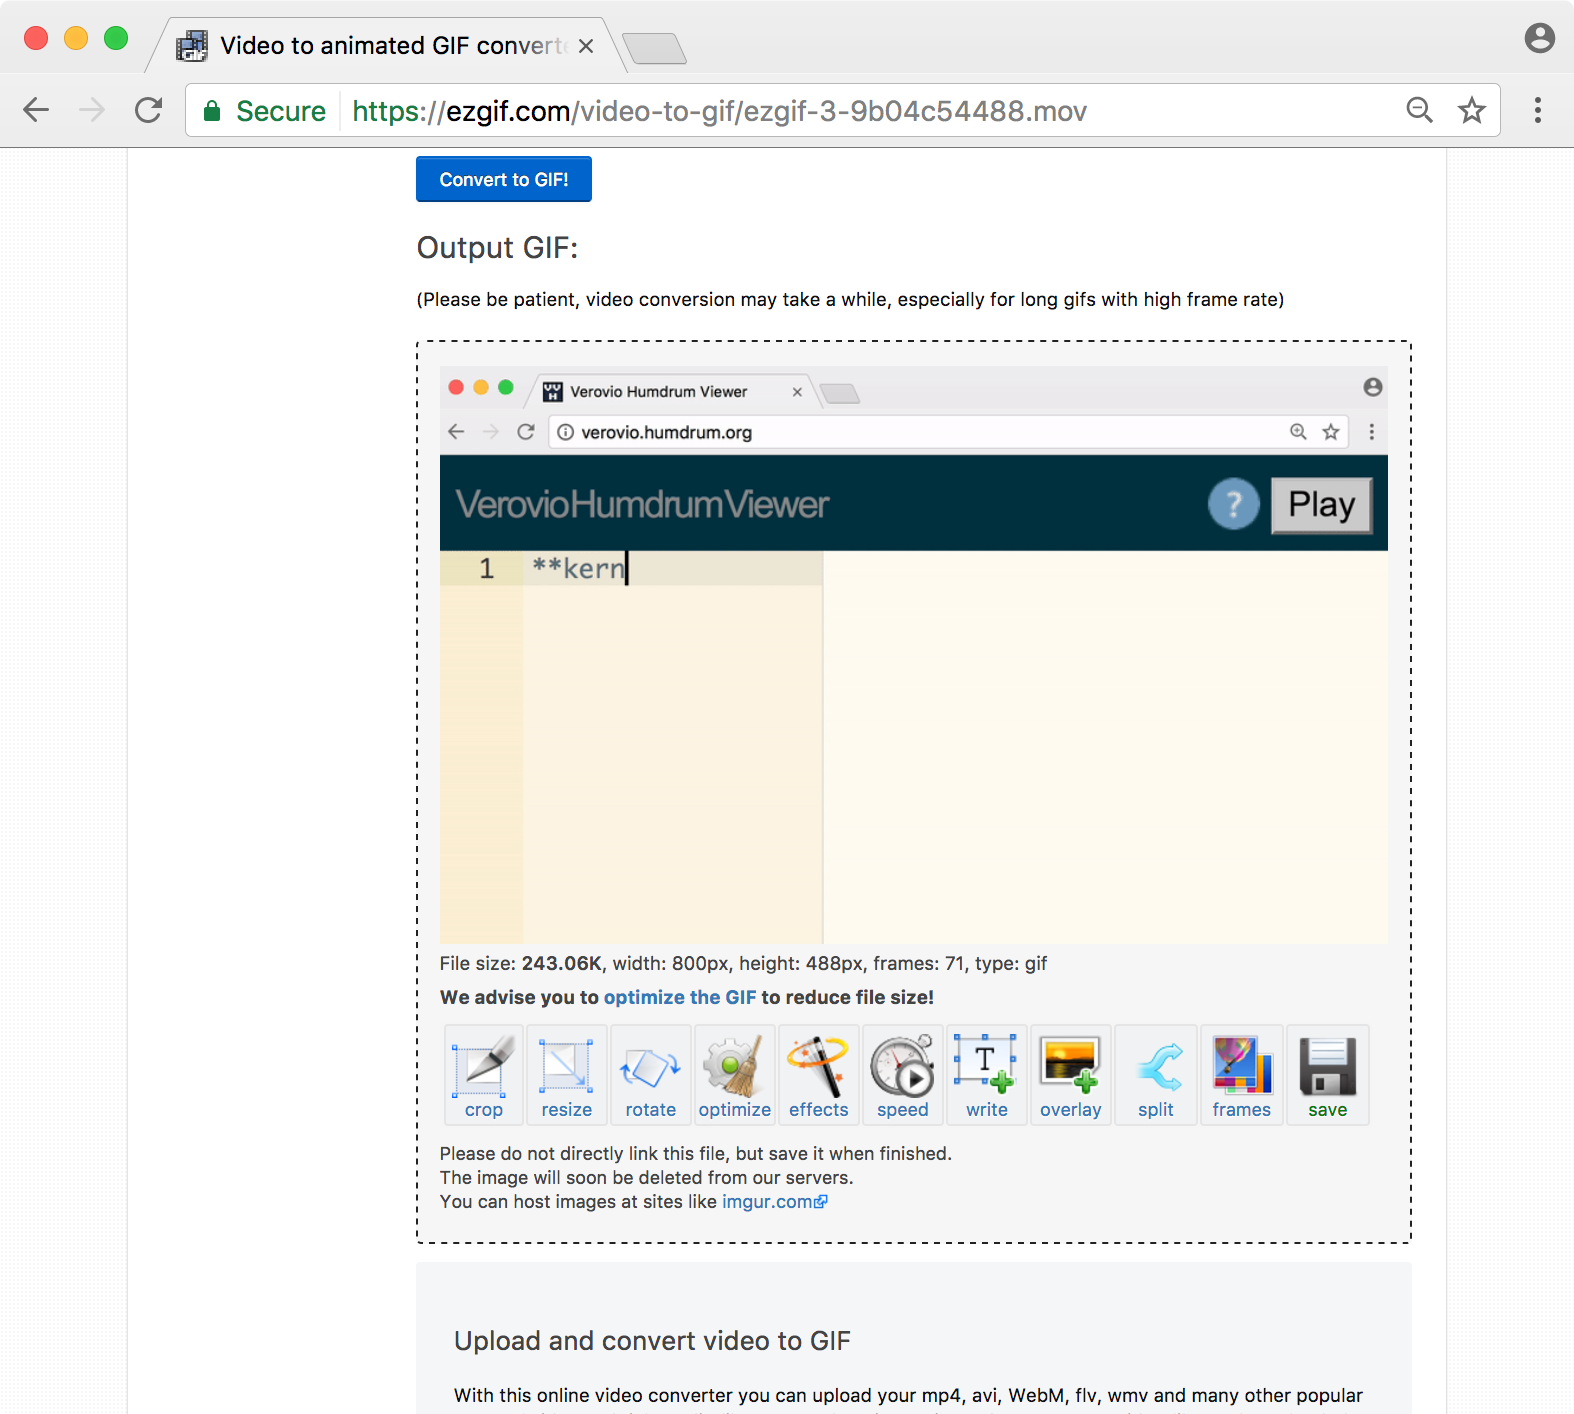 Video to animated GIF converte
Secure https://ezgif.com/video-to-gif/ezgif-3-9b04c54488.mov
Convert to GIF!
Output GIF:
(Please be patient, video conversion may take a while, especially for long gifs with high frame rate)
Verovio Humdrum Viewer
verovio.humdrum.org
VerovioHumdrumViewer ? Play
1 **kern
File size: 243.06K, width: 800px, height: 488px, frames: 71, type: gif
We advise you to optimize the GIF to reduce file size!
T
crop resize rotate optimize effects speed write overlay split frames save
Please do not directly link this file, but save it when finished.
The image will soon be deleted from our servers.
You can host images at sites like imgur.com
Upload and convert video to GIF
With this online video converter you can upload your mp4, avi, WebM, flv, wmv and many other popular